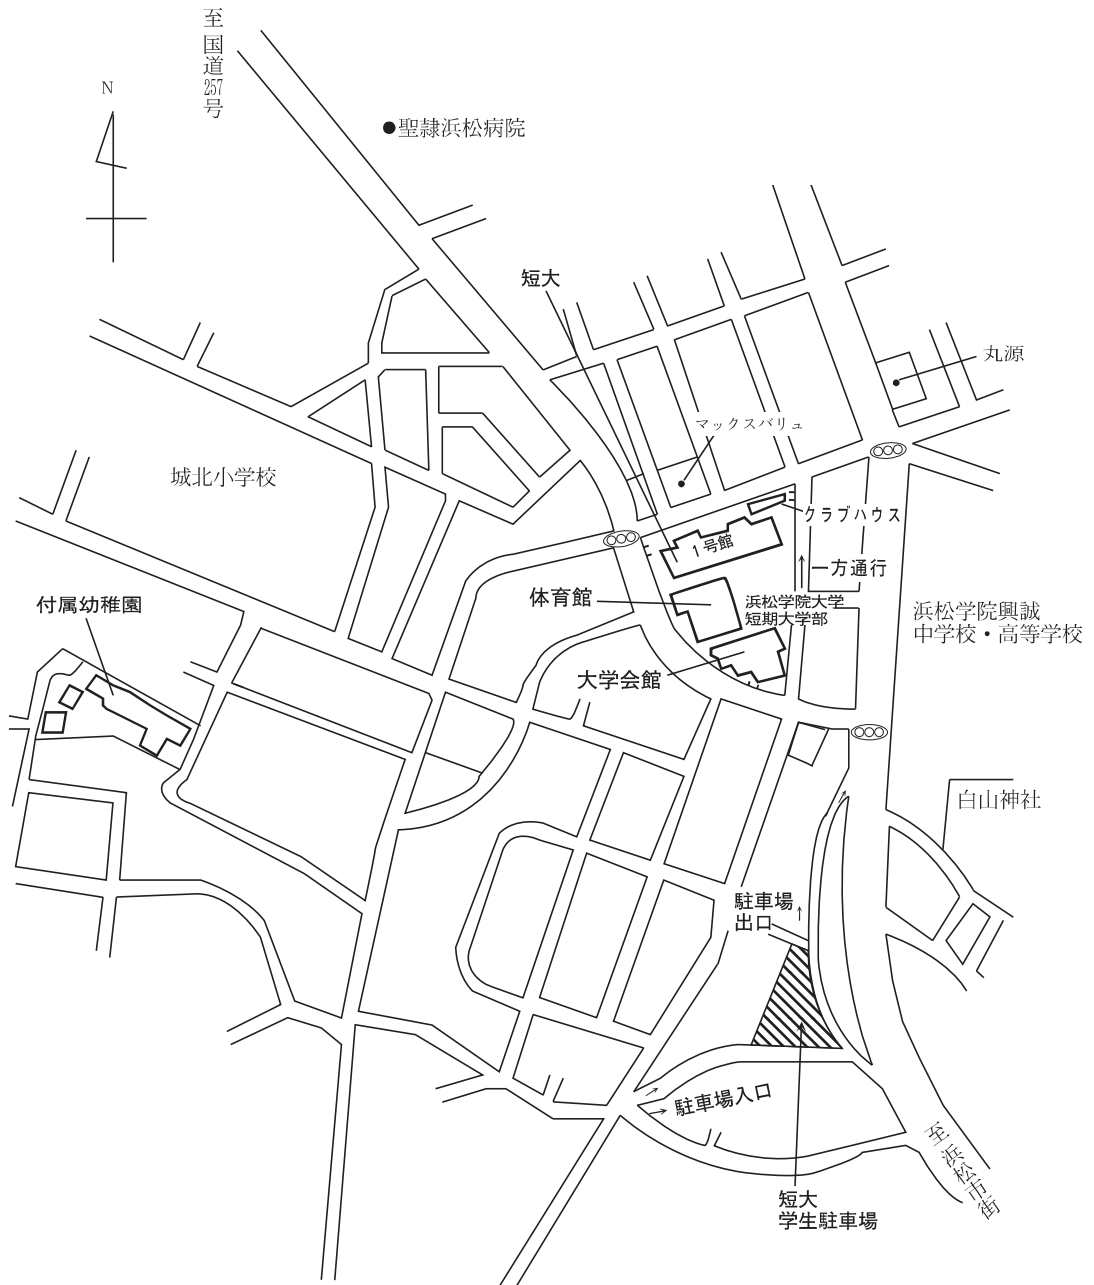 至 国道257号
N
聖隷浜松病院
短大
丸源
マックスバリュ
城北小学校
クラブハウス
1号館
一方通行
付属幼稚園
体育館
浜松学院大学
短期大学部
浜松学院興誠
中学校・高等学校
大学会館
白山神社
駐車場
出口
駐車場入口
至 浜松市街
短大
学生駐車場